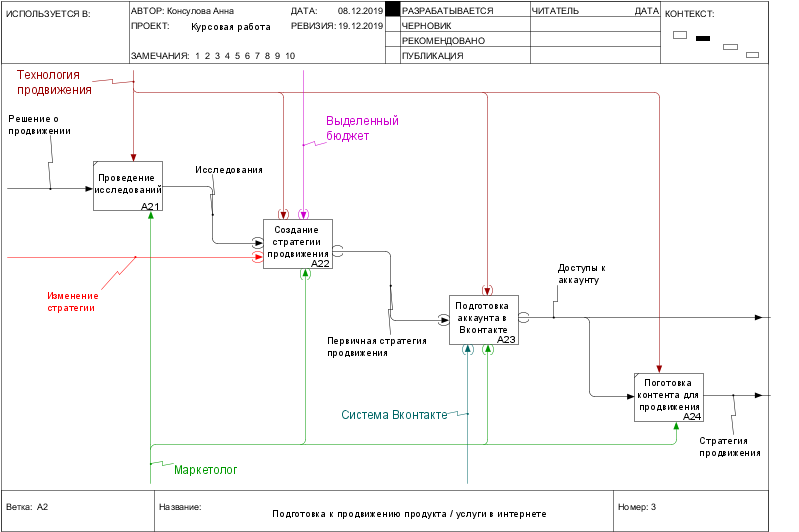 ИСПОЛЬЗУЕТСЯ В:
АВТОР: Консулова Анна
ДАТА: 08.12.2019
РАЗРАБАТЫВАЕТСЯ
ЧИТАТЕЛЬ
ДАТА
КОНТЕКСТ:
ПРОЕКТ: Курсовая работа
РЕВИЗИЯ: 19.12.2019
ЧЕРНОВИК
РЕКОМЕНДОВАНО
ЗАМЕЧАНИЯ: 1 2 3 4 5 6 7 8 9 10
ПУБЛИКАЦИЯ
Технология
продвижения
Решение о
продвижении
Выделенный
бюджет
Проведение
исследований
A21
Исследования
Создание
стратегии
продвижения
A22
Изменение
стратегии
Доступы к
аккаунту
Подготовка
аккаунта в
Вконтакте
A23
Первичная стратегия
продвижения
Поготовка
контента для
продвижения
A24
Система Вконтакте
Стратегия
продвижения
Маркетолог
Ветка: A2
Название:
Подготовка к продвижению продукта / услуги в интернете
Номер: 3